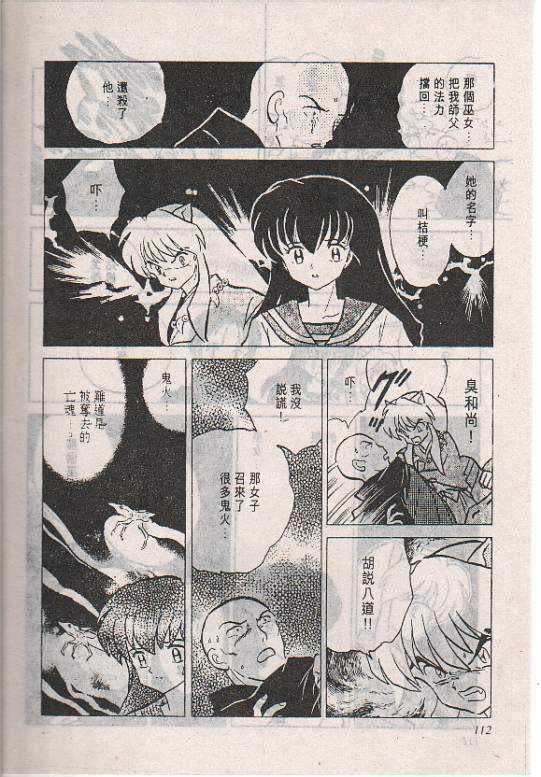 那個巫女⋯
把我師父
的法力
擋回⋯
還殺了
他⋯
她的名字⋯
叫桔梗⋯
吓⋯
臭和尚！
吓⋯
胡說八道!!
我沒
說謊！
那女子
召來了
很多鬼火⋯
鬼火⋯
難道是
被奪去的
亡魂！
112